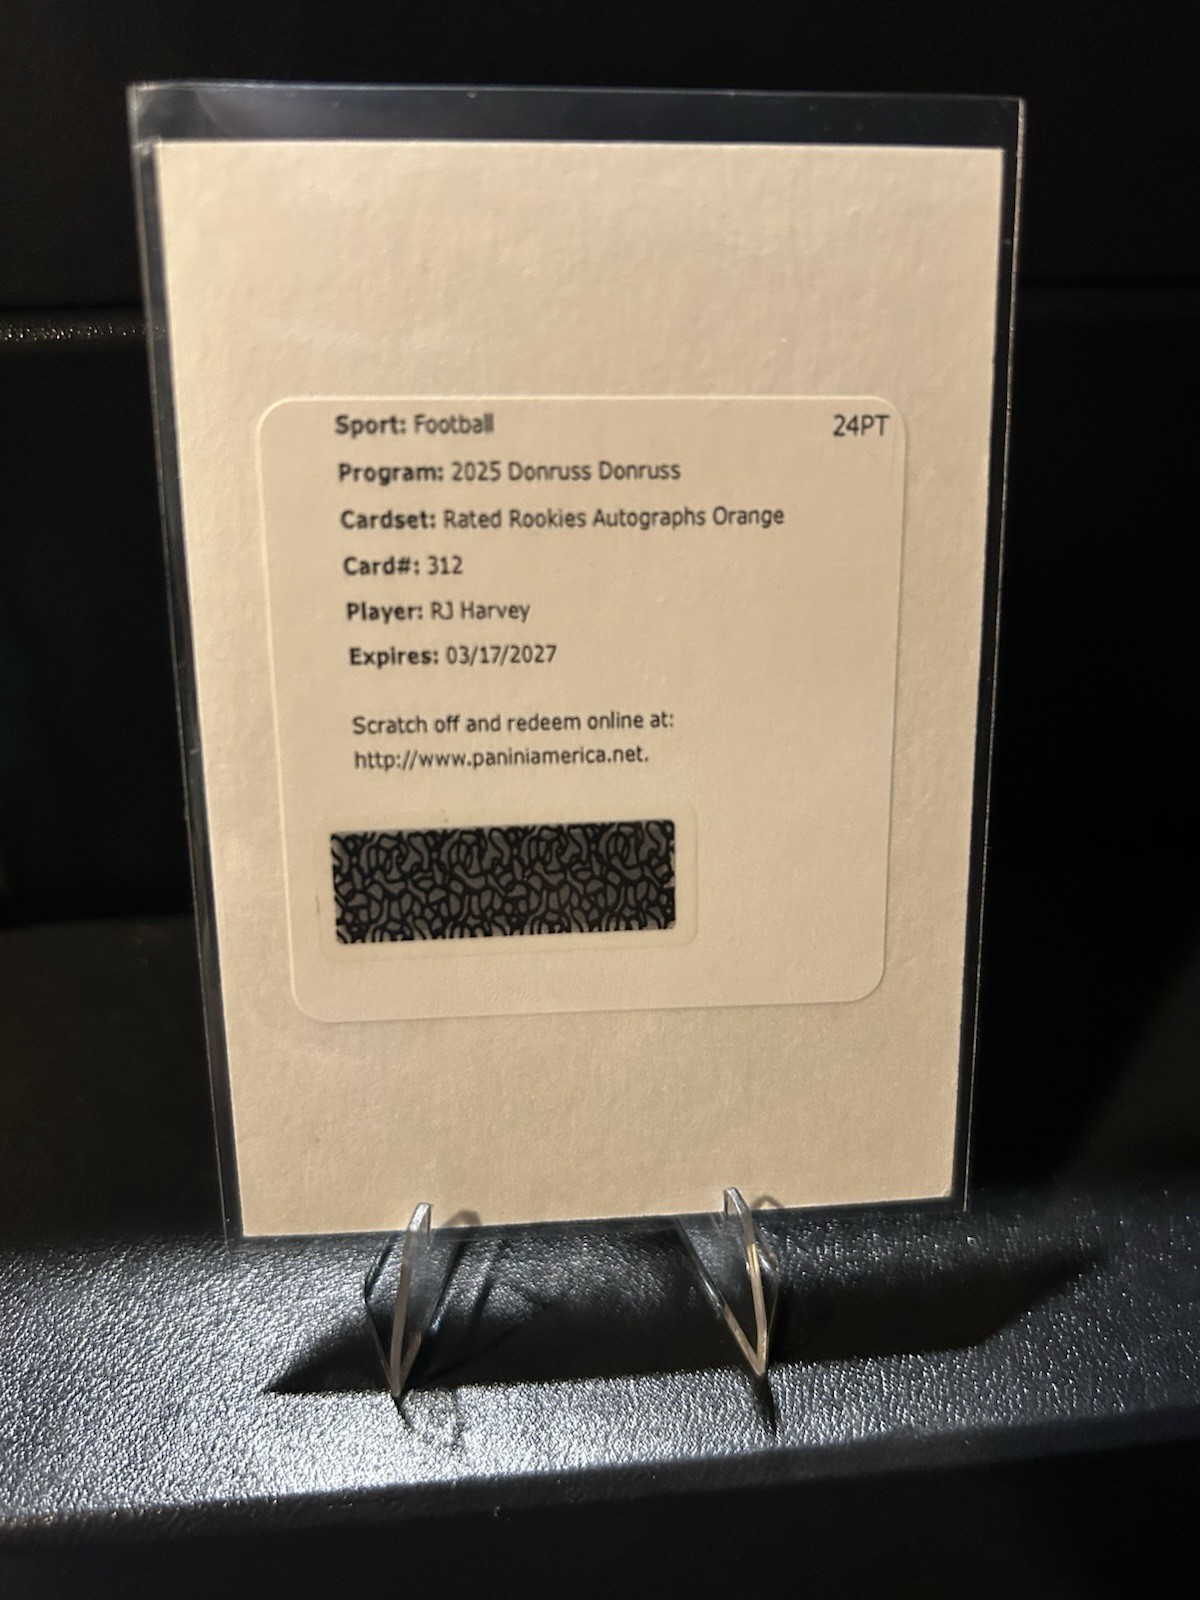 Sport: Football 24PT
Program: 2025 Donruss Donruss
Cardset: Rated Rookies Autographs Orange
Card#: 312
Player: RJ Harvey
Expires: 03/17/2027
Scratch off and redeem online at:
http://www.paniniamerica.net.